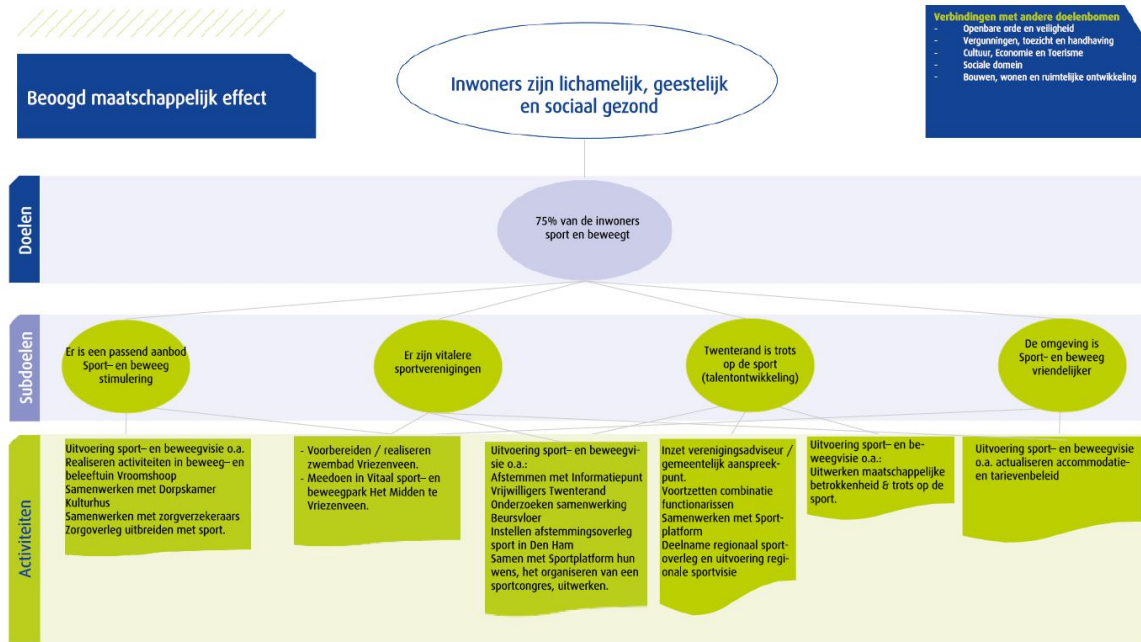 Beoogd maatschappelijk effect
Inwoners zijn lichamelijk, geestelijk
en sociaal gezond
Verbindingen met andere doelenbomen
- Openbare orde en veiligheid
- Vergunningen, toezicht en handhaving
- Cultuur, Economie en Toerisme
- Sociale domein
- Bouwen, wonen en ruimtelijke ontwikkeling
Doelen
75% van de inwoners
sport en beweegt
Subdoelen
Er is een passend aanbod
Sport- en beweeg
stimulering
Er zijn vitalere
sportverenigingen
Twenterand is trots
op de sport
(talentontwikkeling)
De omgeving is
Sport- en beweeg
vriendelijker
Activiteiten
Uitvoering sport- en beweegvisie o.a.
Realiseren activiteiten in beweeg- en
beleeftuin Vroomshoop
Samenwerken met Dorpskamer
Kulturhus
Samenwerken met zorgverzekeraars
Zorgoverleg uitbreiden met sport.
- Voorbereiden / realiseren
zwembad Vriezenveen.
- Meedoen in Vitaal sport- en
beweegpark Het Midden te
Vriezenveen.
Uitvoering sport- en beweegvi-
sie o.a.:
Afstemmen met Informatiepunt
Vrijwilligers Twenterand
Onderzoeken samenwerking
Beursvloer
Instellen afstemmingsoverleg
sport in Den Ham
Samen met Sportplatform hun
wens, het organiseren van een
sportcongres, uitwerken.
Inzet verenigingsadviseur /
gemeentelijk aanspreek-
punt.
Voortzetten combinatie
functionarissen
Samenwerken met Sport-
platform
Deelname regionaal sport-
overleg en uitvoering regi-
onale sportvisie
Uitvoering sport- en be-
weegvisie o.a.:
Uitwerken maatschappelijke
betrokkenheid & trots op de
sport.
Uitvoering sport- en beweegvisie
o.a. actualiseren accommodatie-
en tarievenbeleid